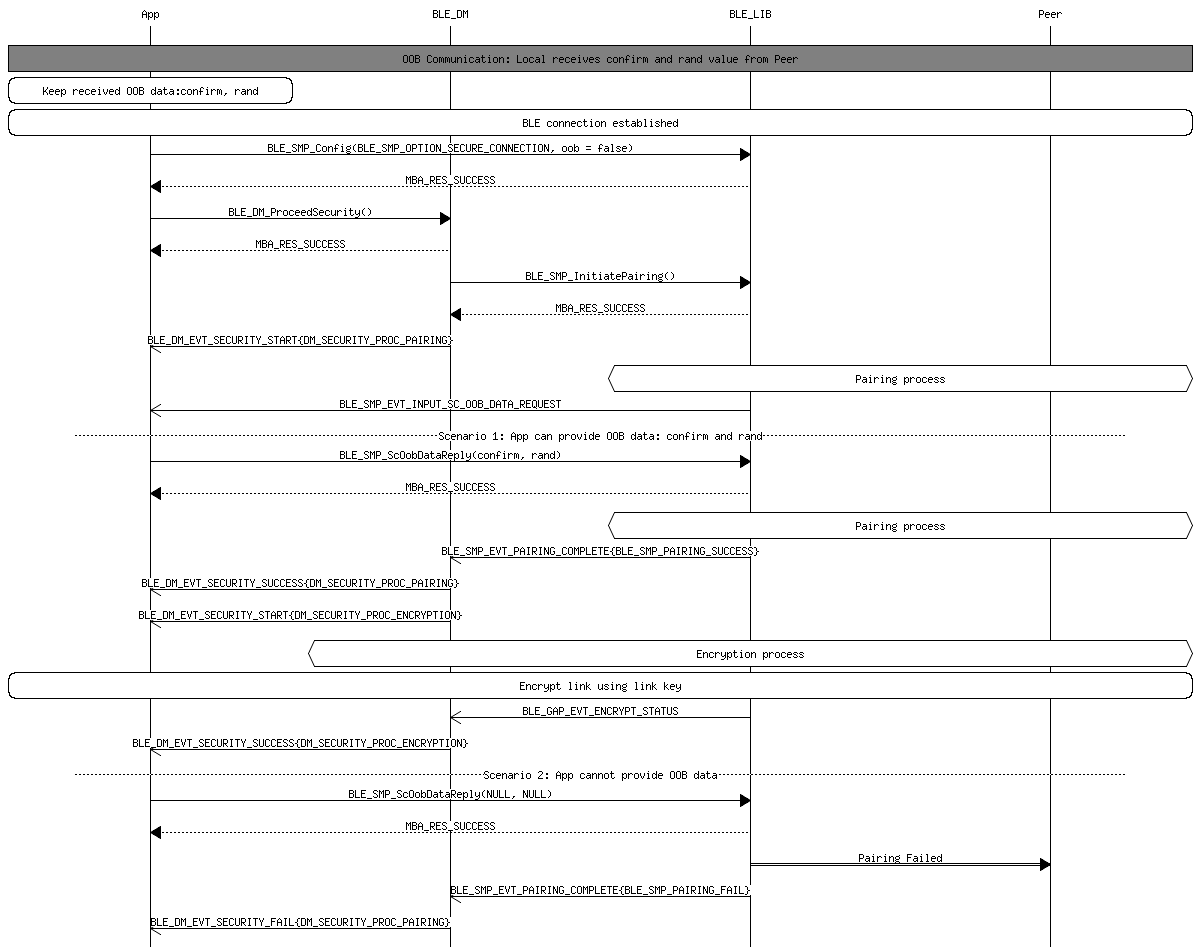 App BLE_DM BLE_LIB Peer
OOB Communication: Local receives confirm and rand value from Peer
Keep received OOB data:confirm, rand
BLE connection established
BLE_SMP_Config(BLE_SMP_OPTION_SECURE_CONNECTION, oob = false)
MBA_RES_SUCCESS
BLE_DM_ProceedSecurity()
MBA_RES_SUCCESS
BLE_SMP_InitiatePairing()
MBA_RES_SUCCESS
BLE_DM_EVT_SECURITY_START{DM_SECURITY_PROC_PAIRING}
Pairing process
BLE_SMP_EVT_INPUT_SC_OOB_DATA_REQUEST
Scenario 1: App can provide OOB data: confirm and rand
BLE_SMP_ScOobDataReply(confirm, rand)
MBA_RES_SUCCESS
Pairing process
BLE_SMP_EVT_PAIRING_COMPLETE{BLE_SMP_PAIRING_SUCCESS}
BLE_DM_EVT_SECURITY_SUCCESS{DM_SECURITY_PROC_PAIRING}
BLE_DM_EVT_SECURITY_START{DM_SECURITY_PROC_ENCRYPTION}
Encryption process
Encrypt link using link key
BLE_GAP_EVT_ENCRYPT_STATUS
BLE_DM_EVT_SECURITY_SUCCESS{DM_SECURITY_PROC_ENCRYPTION}
Scenario 2: App cannot provide OOB data
BLE_SMP_ScOobDataReply(NULL, NULL)
MBA_RES_SUCCESS
Pairing Failed
BLE_SMP_EVT_PAIRING_COMPLETE{BLE_SMP_PAIRING_FAIL}
BLE_DM_EVT_SECURITY_FAIL{DM_SECURITY_PROC_PAIRING}